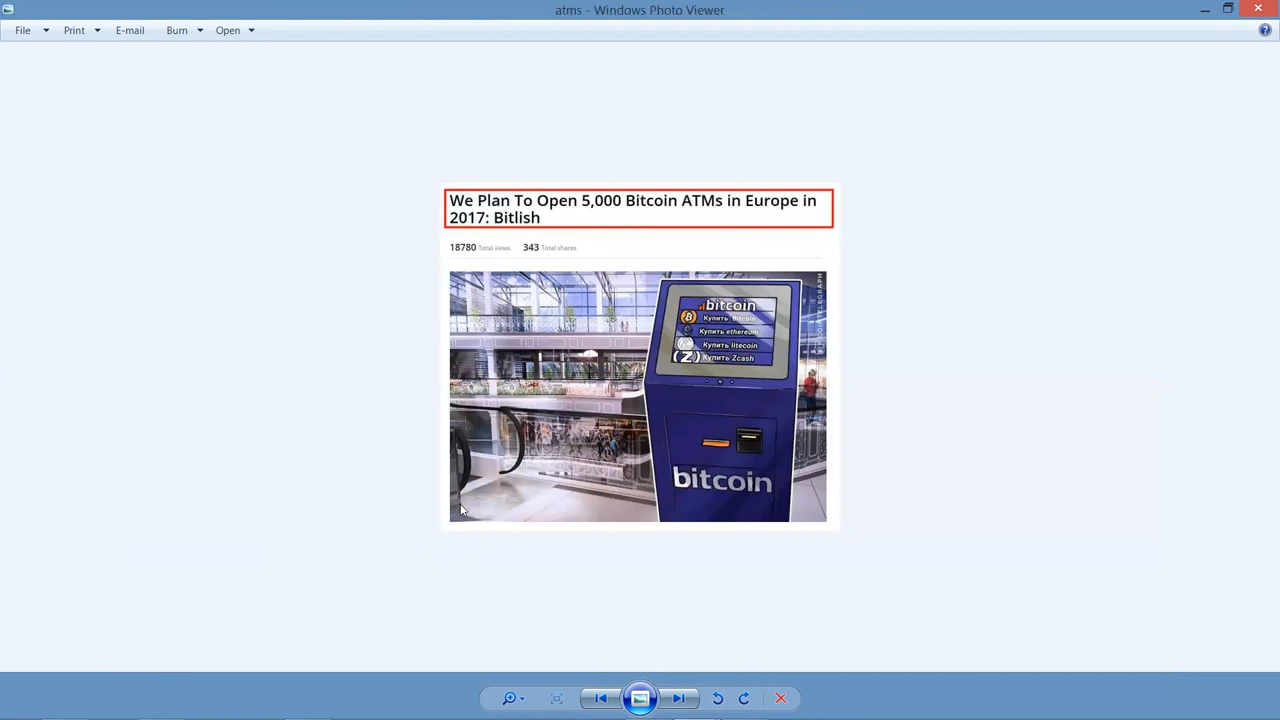 atms - Windows Photo Viewer
File Print E-mail Burn Open
We Plan To Open 5,000 Bitcoin ATMs in Europe in
2017: Bitlish
18780 Total views 343 Total shares
COINTELEGRAPH
bitcoin
Купить Bitcoin
Купить ethereum
Купить litecoin
Купить Zcash
bitcoin